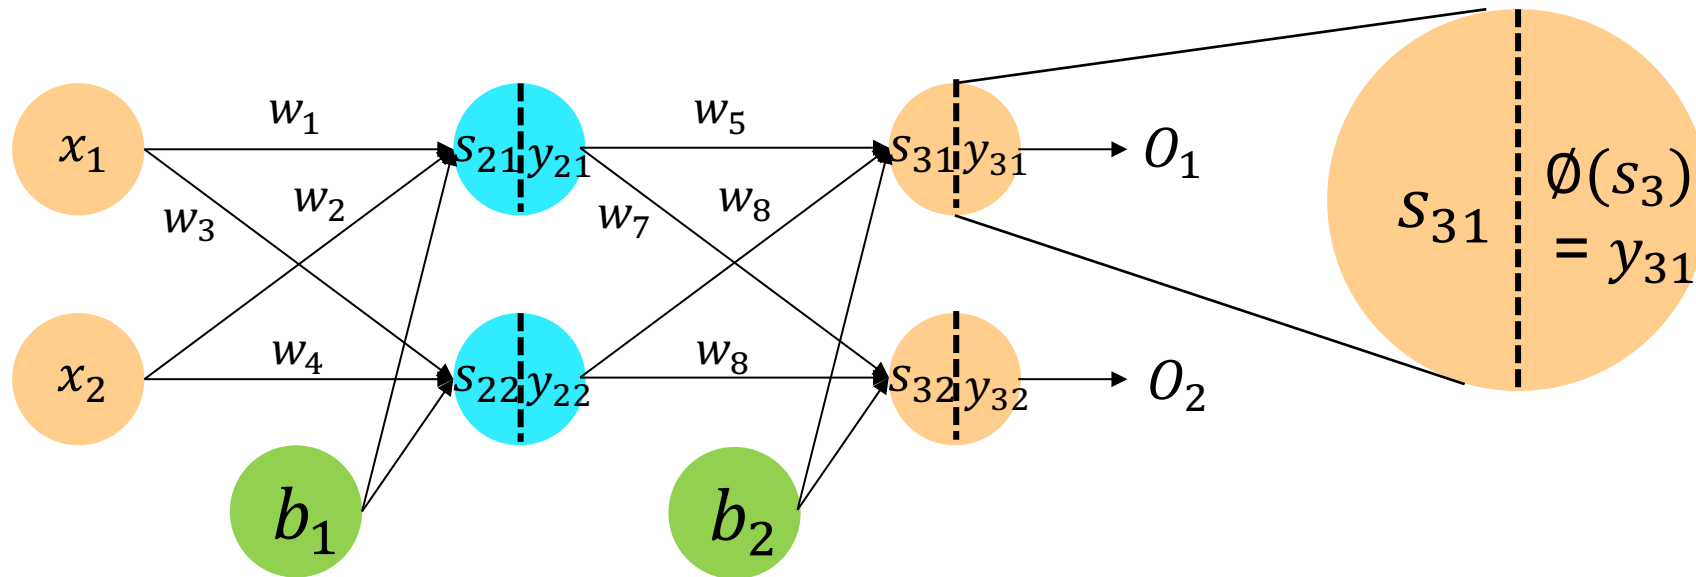 x₁
w₁
w₂
w₃
s₂₁
y₂₁
w₅
w₈
w₇
s₃₁
y₃₁
O₁
s₃₁
∅(s₃)
= y₃₁
x₂
w₄
s₂₂
y₂₂
w₈
s₃₂
y₃₂
O₂
b₁
b₂